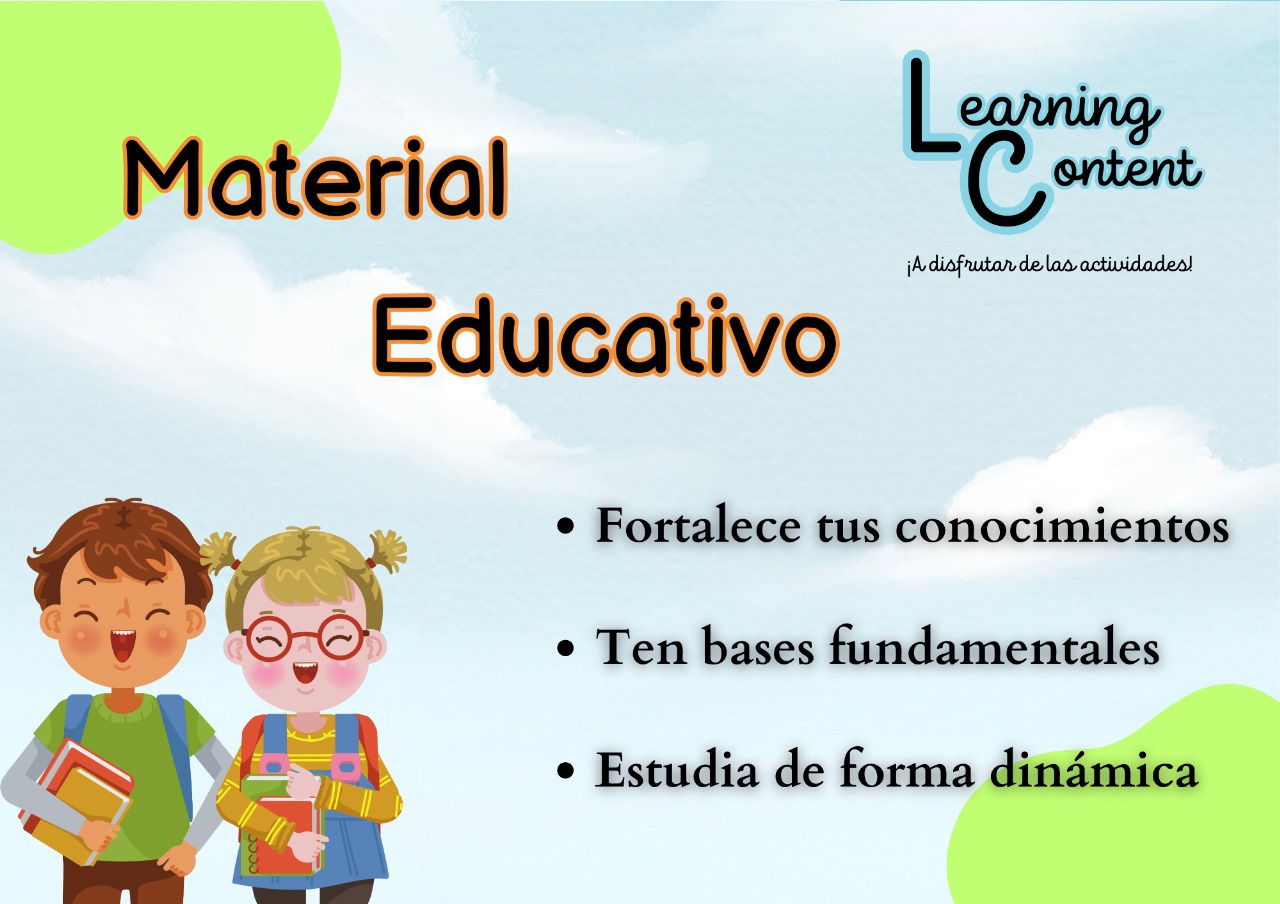 Material
Educativo
Learning
Content
¡A disfrutar de las actividades!
• Fortalece tus conocimientos
• Ten bases fundamentales
• Estudia de forma dinámica